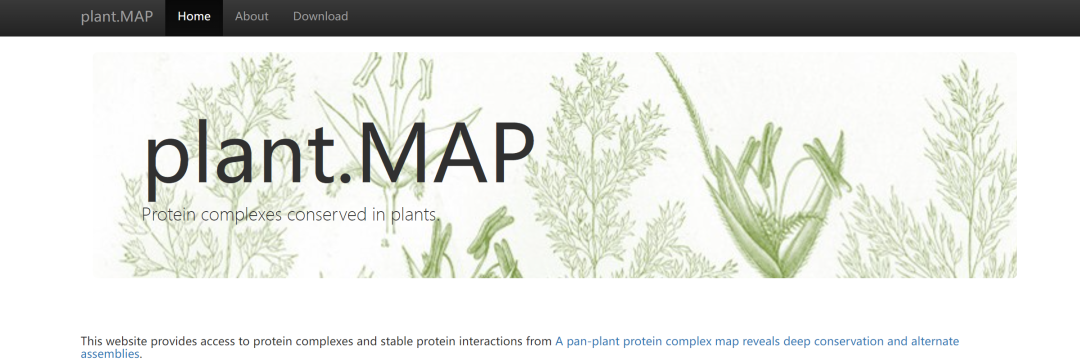 plant.MAP Home About Download
plant.MAP
Protein complexes conserved in plants.
This website provides access to protein complexes and stable protein interactions from A pan-plant protein complex map reveals deep conservation and alternate
assemblies.